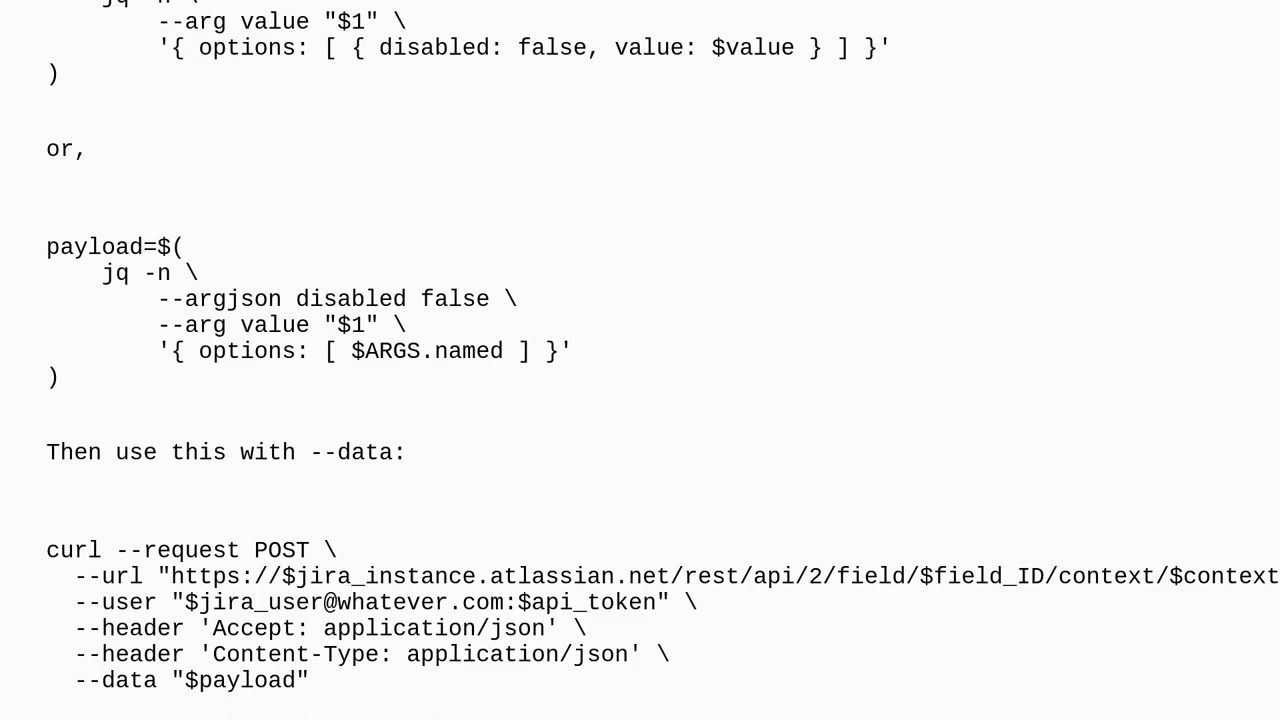 jq -n \
--arg value "$1" \
'{ options: [ { disabled: false, value: $value } ] }'
)
or,
payload=$(
jq -n \
--argjson disabled false \
--arg value "$1" \
'{ options: [ $ARGS.named ] }'
)
Then use this with --data:
curl --request POST \
--url "https://$jira_instance.atlassian.net/rest/api/2/field/$field_ID/context/$context
--user "$jira_user@whatever.com:$api_token" \
--header 'Accept: application/json' \
--header 'Content-Type: application/json' \
--data "$payload"